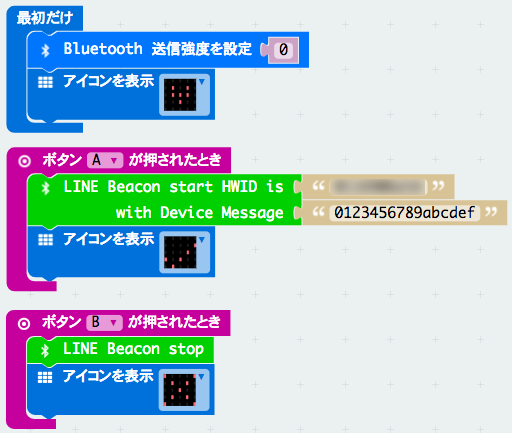 最初だけ
Bluetooth 送信強度を設定 0
アイコンを表示
ボタン A が押されたとき
LINE Beacon start HWID is “ ”
with Device Message “ 0123456789abcdef ”
アイコンを表示
ボタン B が押されたとき
LINE Beacon stop
アイコンを表示